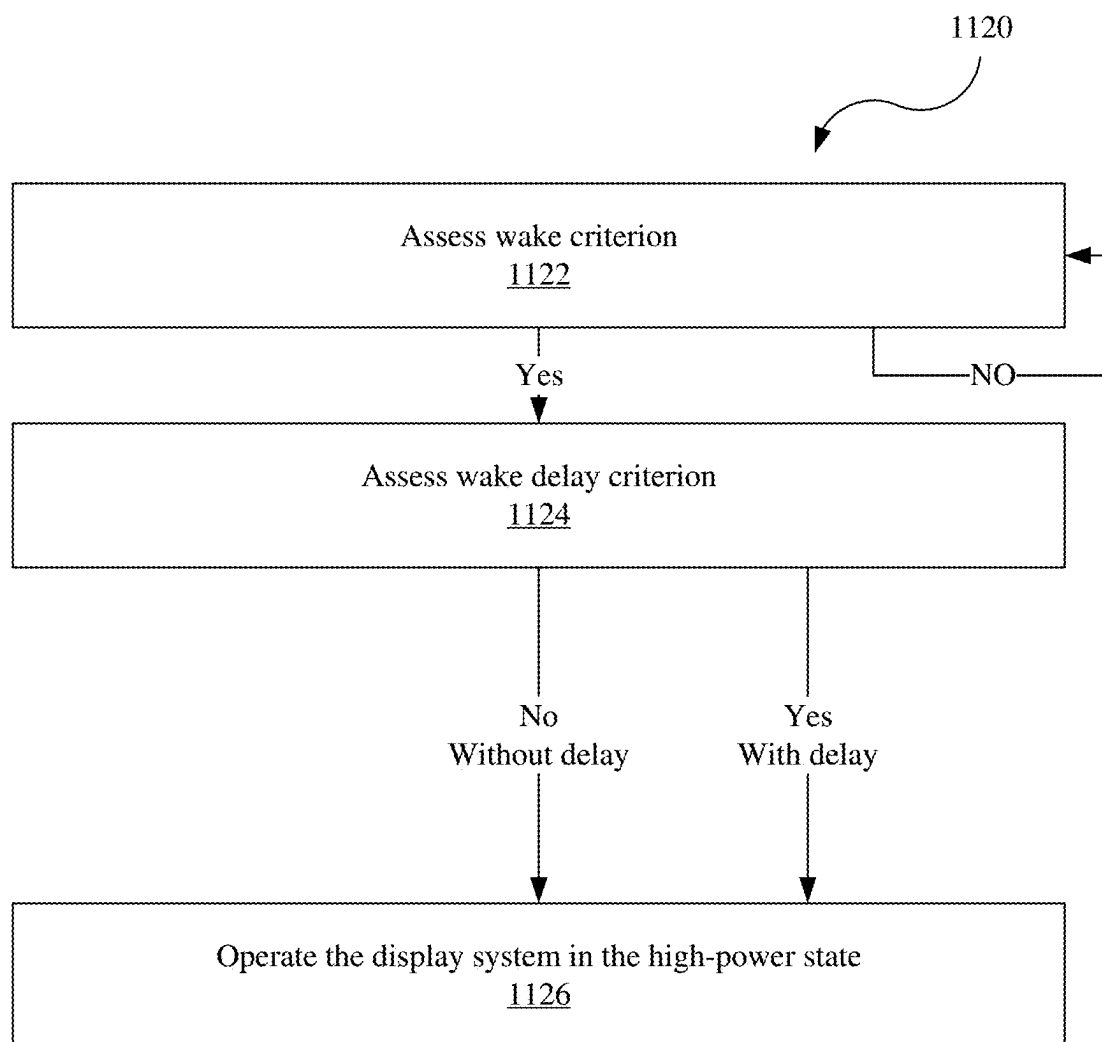 1120
Assess wake criterion
1122
Yes
NO
Assess wake delay criterion
1124
No
Without delay
Yes
With delay
Operate the display system in the high-power state
1126